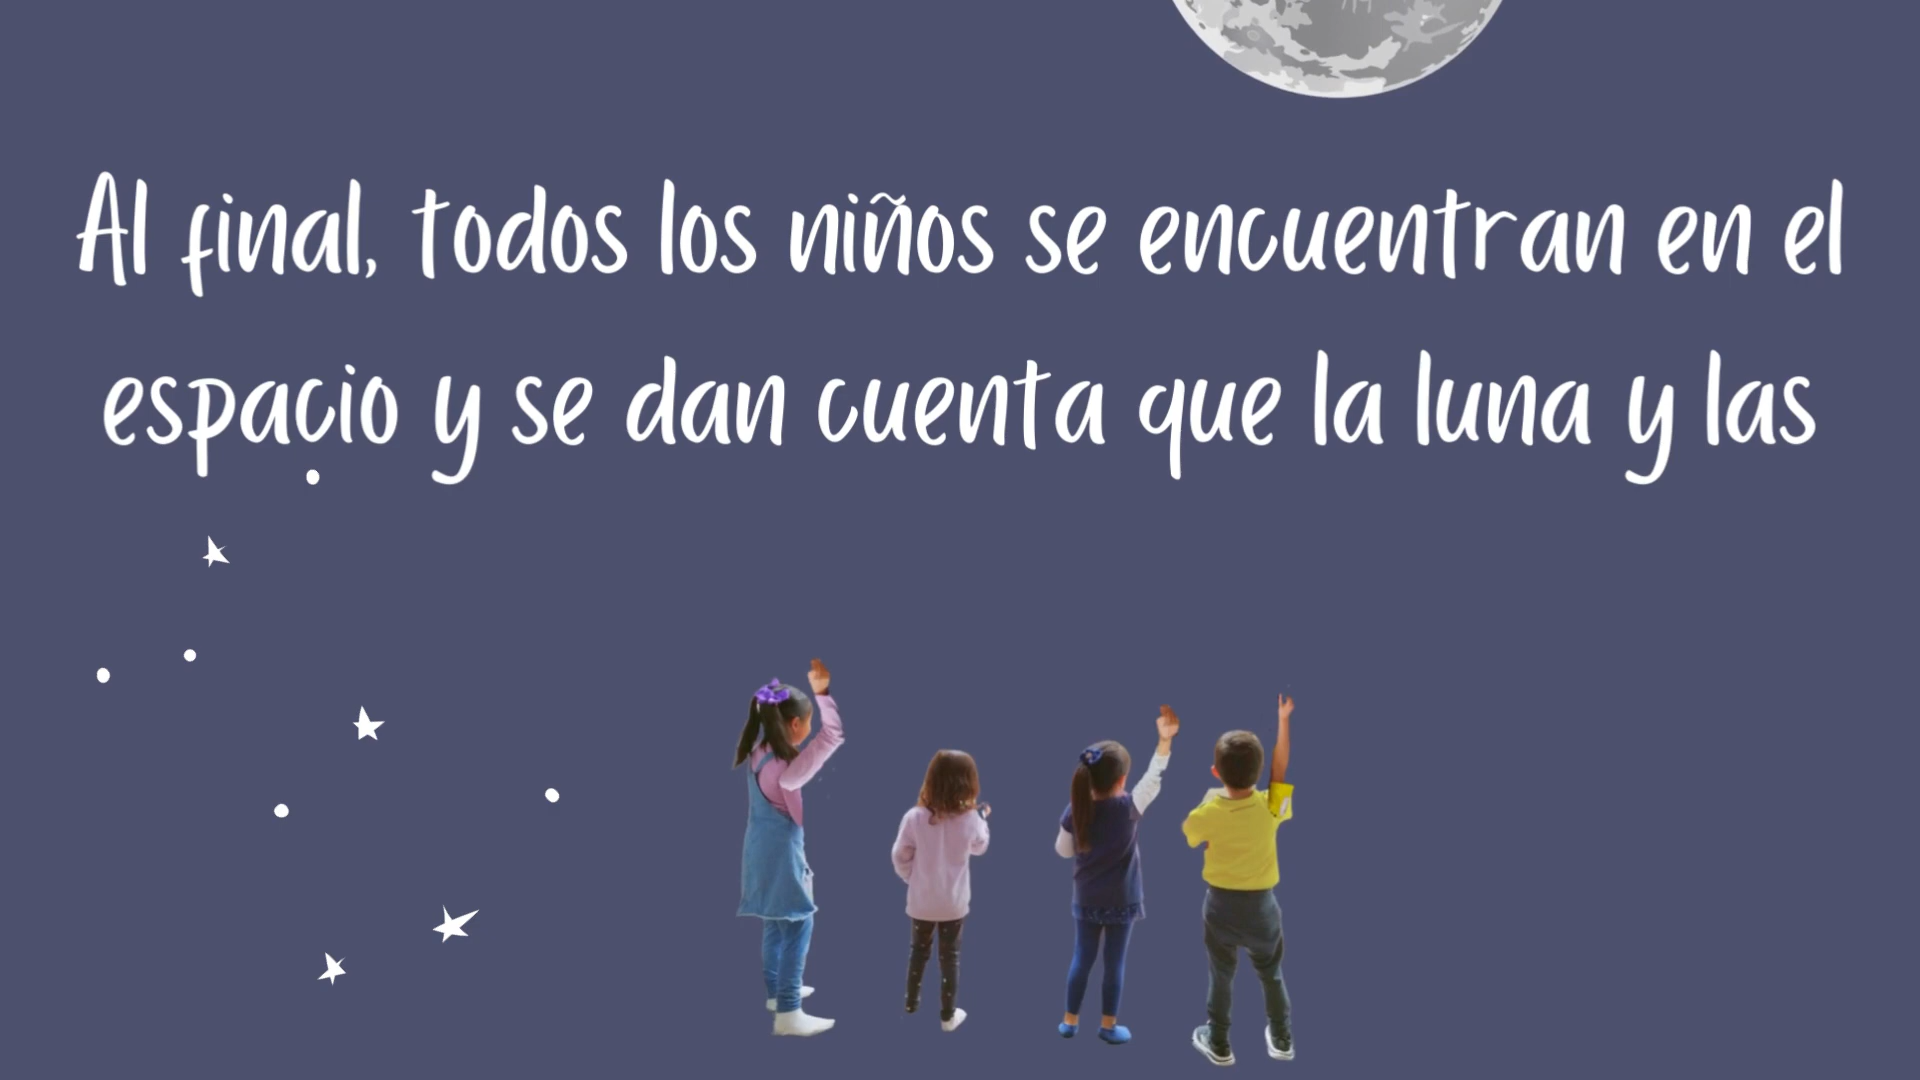 Al final, todos los niños se encuentran en el
espacio y se dan cuenta que la luna y las